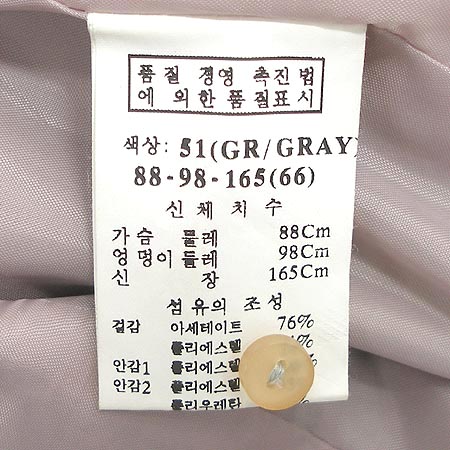 품질 경영 촉진법
에 의한 품질표시
색상: 51(GR/GRAY)
88-98-165(66)
신체치수
가슴 둘레 88Cm
엉덩이 둘레 98Cm
신 장 165Cm
섬유의 조성
겉감 아세테이트 76%
폴리에스텔
안감1 폴리에스텔
안감2 폴리에스텔
폴리우레탄